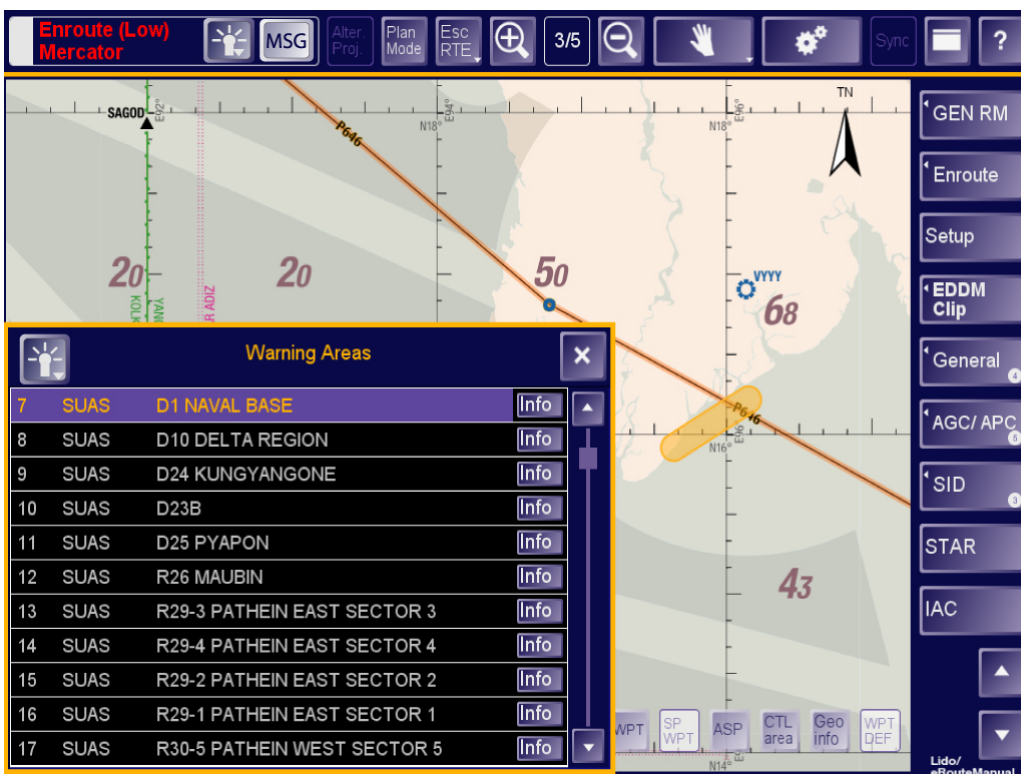 Enroute (Low)
Mercator
MSG
Alter.
Proj.
Plan
Mode
Esc
RTE
3/5
Sync
?
TN
SAGOD
E92°
E94°
N18°
P646
N18°
E96°
20
20
50
VYYY
68
R ADIZ
P646
N16°
E96°
43
Warning Areas
7 SUAS D1 NAVAL BASE Info
8 SUAS D10 DELTA REGION Info
9 SUAS D24 KUNGYANGONE Info
10 SUAS D23B Info
11 SUAS D25 PYAPON Info
12 SUAS R26 MAUBIN Info
13 SUAS R29-3 PATHEIN EAST SECTOR 3 Info
14 SUAS R29-4 PATHEIN EAST SECTOR 4 Info
15 SUAS R29-2 PATHEIN EAST SECTOR 2 Info
16 SUAS R29-1 PATHEIN EAST SECTOR 1 Info
17 SUAS R30-5 PATHEIN WEST SECTOR 5 Info
WPT
SP
WPT
ASP
CTL
area
Geo
info
WPT
DEF
N14°
GEN RM
Enroute
Setup
EDDM
Clip
General
4
AGC/ APC
5
SID
3
STAR
IAC
Lido/
eRouteManual